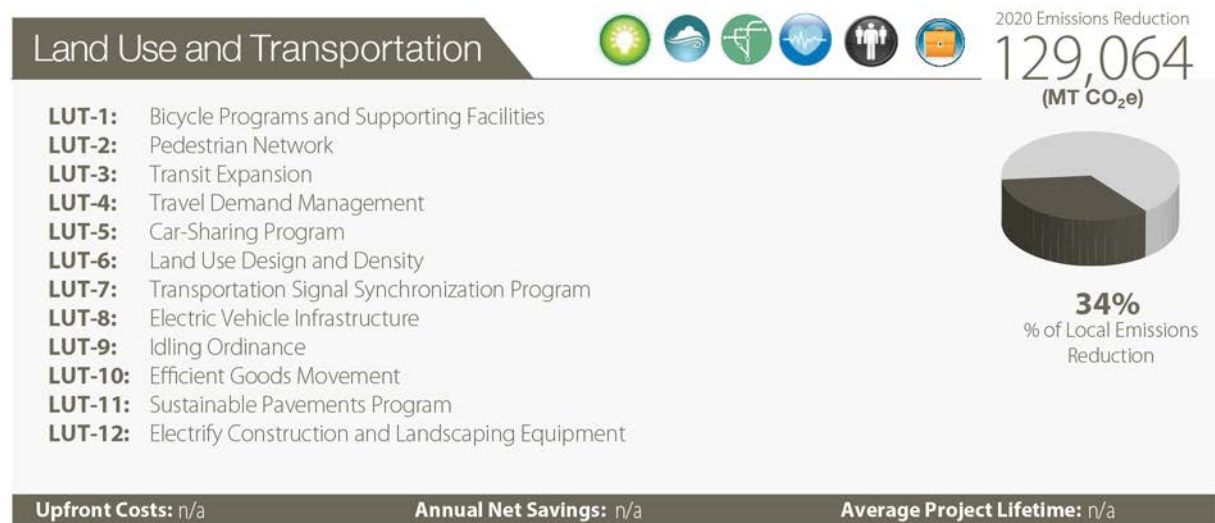 Land Use and Transportation
2020 Emissions Reduction
129,064
(MT CO₂e)
LUT-1: Bicycle Programs and Supporting Facilities
LUT-2: Pedestrian Network
LUT-3: Transit Expansion
LUT-4: Travel Demand Management
LUT-5: Car-Sharing Program
LUT-6: Land Use Design and Density
LUT-7: Transportation Signal Synchronization Program
LUT-8: Electric Vehicle Infrastructure
LUT-9: Idling Ordinance
LUT-10: Efficient Goods Movement
LUT-11: Sustainable Pavements Program
LUT-12: Electrify Construction and Landscaping Equipment
34%
% of Local Emissions
Reduction
Upfront Costs: n/a Annual Net Savings: n/a Average Project Lifetime: n/a